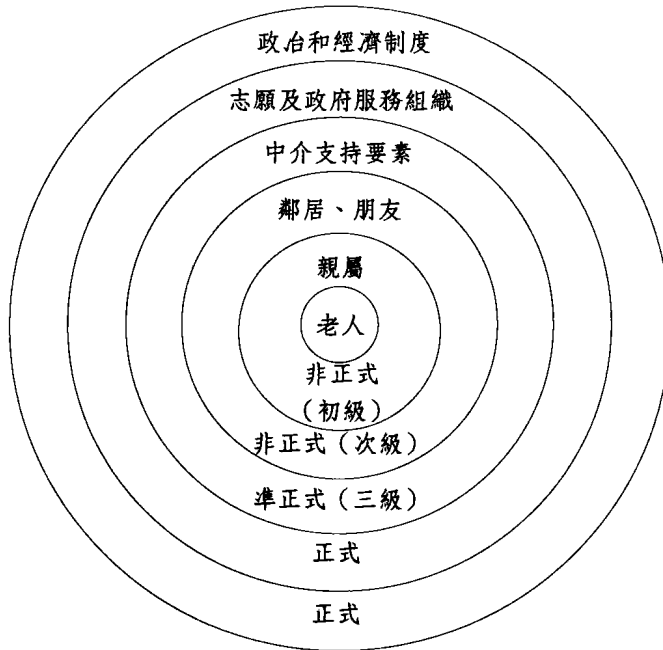 政治和經濟制度
志願及政府服務組織
中介支持要素
鄰居、朋友
親屬
老人
非正式
（初級）
非正式（次級）
準正式（三級）
正式
正式